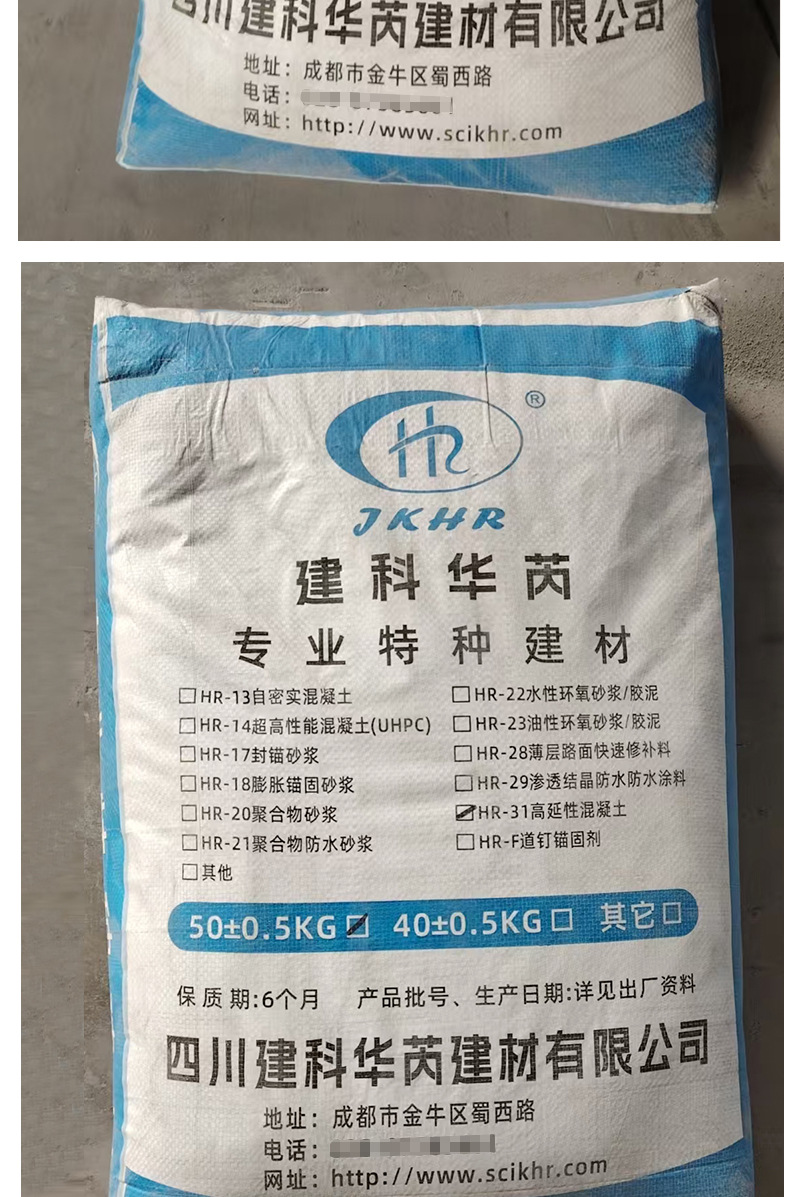 四川建科华芮建材有限公司
地址：成都市金牛区蜀西路
电话：
网址：http://www.scikhr.com
HR
®
JKHR
建科华芮
专业特种建材
□HR-13自密实混凝土 □HR-22水性环氧砂浆/胶泥
□HR-14超高性能混凝土(UHPC) □HR-23油性环氧砂浆/胶泥
□HR-17封锚砂浆 □HR-28薄层路面快速修补料
□HR-18膨胀锚固砂浆 □HR-29渗透结晶防水防水涂料
□HR-20聚合物砂浆 ☑HR-31高延性混凝土
□HR-21聚合物防水砂浆 □HR-F道钉锚固剂
□其他
50±0.5KG☑ 40±0.5KG□ 其它□
保质期:6个月 产品批号、生产日期:详见出厂资料
四川建科华芮建材有限公司
地址：成都市金牛区蜀西路
电话：
网址：http://www.scikhr.com